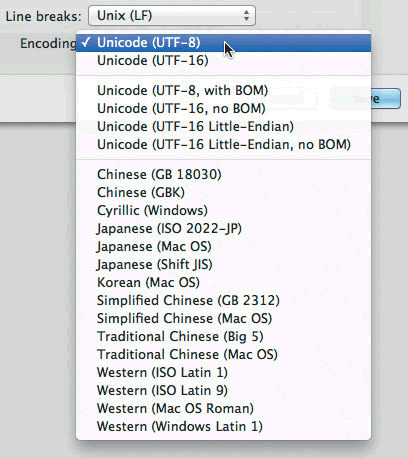 Line breaks: Unix (LF)
Encoding ✓ Unicode (UTF-8)
Unicode (UTF-16)
Unicode (UTF-8, with BOM)
Unicode (UTF-16, no BOM)
Unicode (UTF-16 Little-Endian)
Unicode (UTF-16 Little-Endian, no BOM)
Chinese (GB 18030)
Chinese (GBK)
Cyrillic (Windows)
Japanese (ISO 2022-JP)
Japanese (Mac OS)
Japanese (Shift JIS)
Korean (Mac OS)
Simplified Chinese (GB 2312)
Simplified Chinese (Mac OS)
Traditional Chinese (Big 5)
Traditional Chinese (Mac OS)
Western (ISO Latin 1)
Western (ISO Latin 9)
Western (Mac OS Roman)
Western (Windows Latin 1)